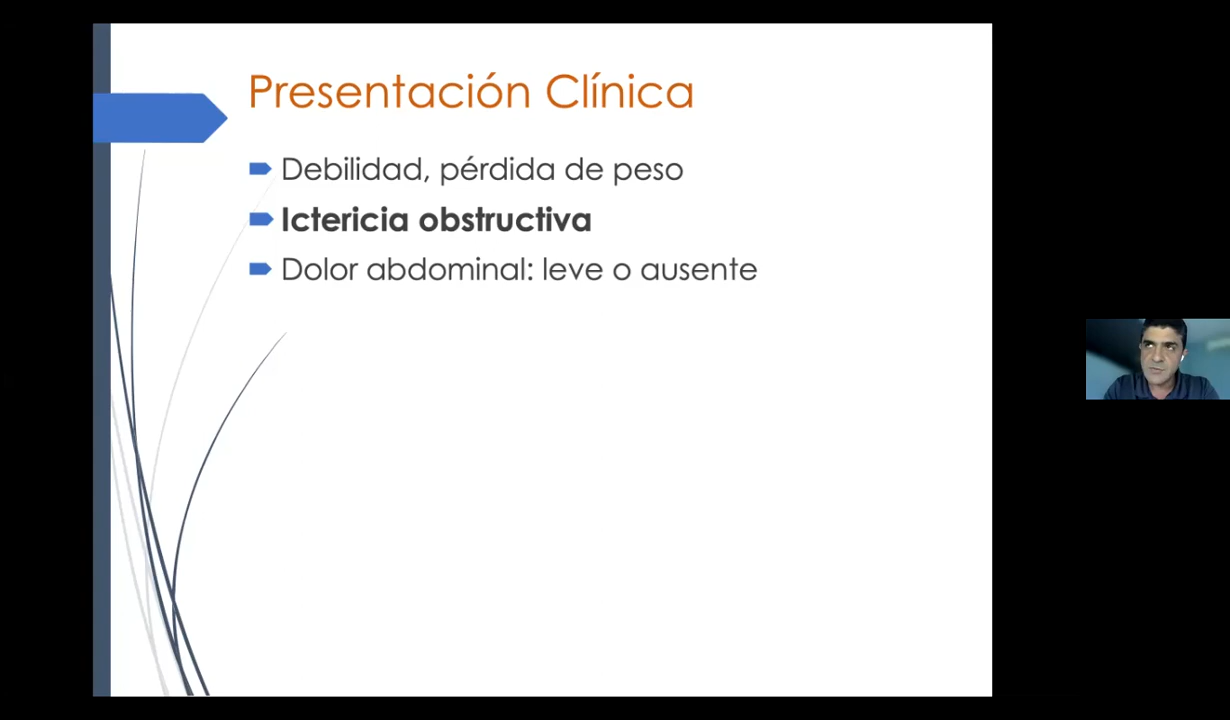 Presentación Clínica
Debilidad, pérdida de peso
Ictericia obstructiva
Dolor abdominal: leve o ausente